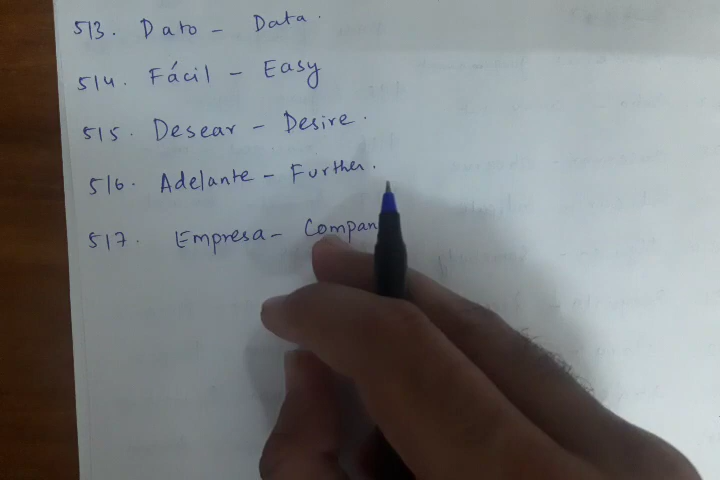 513. Dato - Data.
514. Fácil - Easy
515. Desear - Desire.
516. Adelante - Further.
517. Empresa - Compan